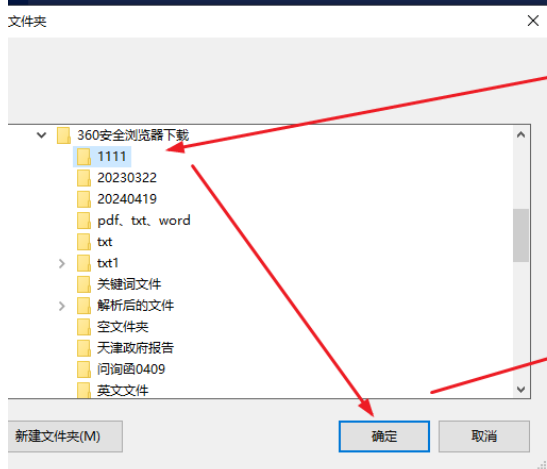 文件夹
360安全浏览器下载
1111
20230322
20240419
pdf、txt、word
txt
txt1
关键词文件
解析后的文件
空文件夹
天津政府报告
问询函0409
英文文件
新建文件夹(M)
确定
取消